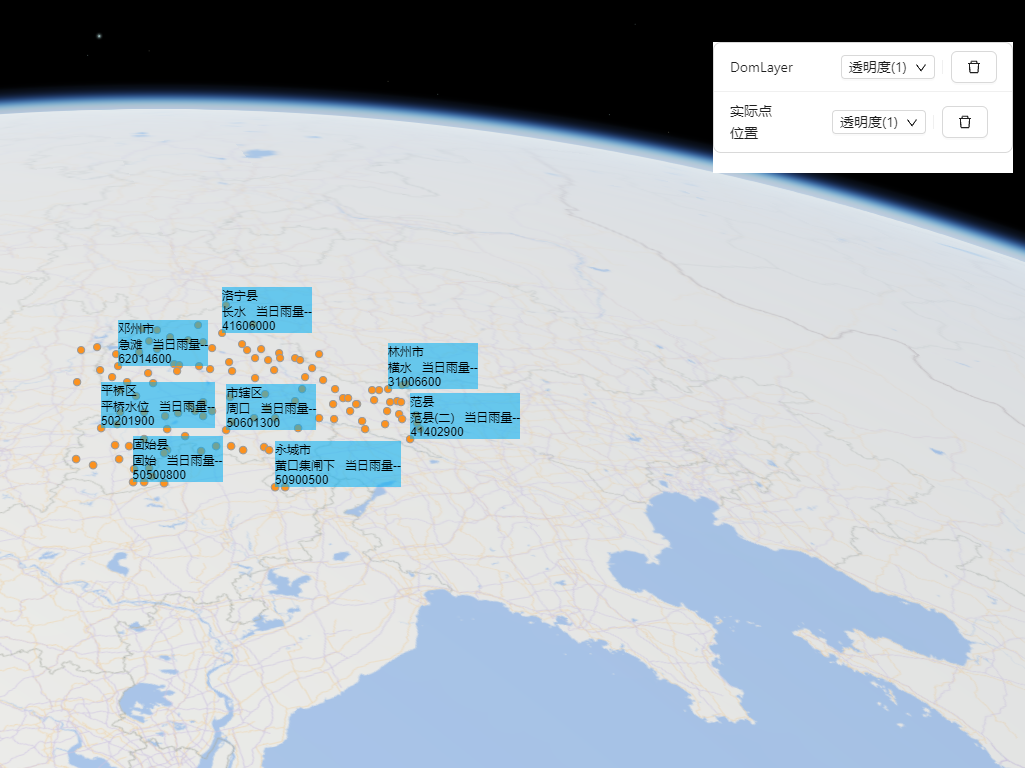 DomLayer
透明度(1)
实际点
位置
透明度(1)
洛宁县
长水 当日雨量--
41606000
邓州市
急滩 当日雨量--
62014600
林州市
横水 当日雨量--
31006600
平桥区
平桥水位 当日雨量--
50201900
市辖区
周口 当日雨量--
50601300
范县
范县(二) 当日雨量--
41402900
固始县
固始 当日雨量--
50500800
永城市
黄口集闸下 当日雨量--
50900500